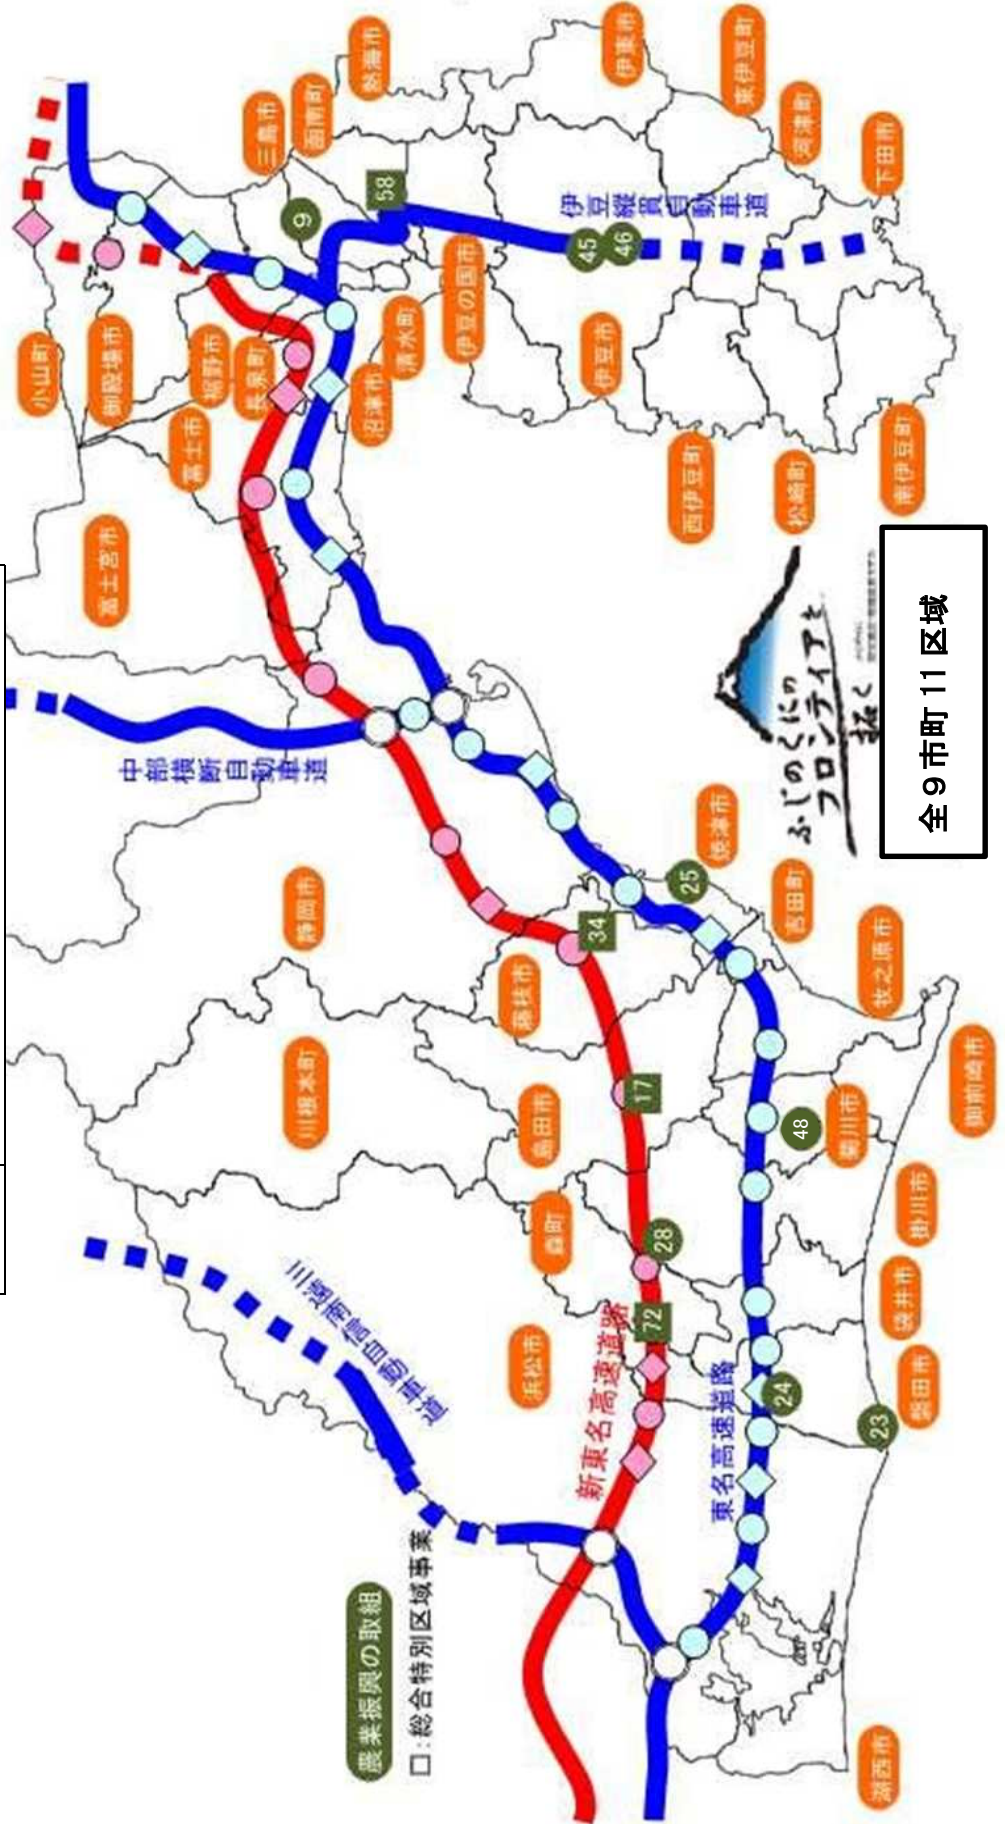 農業振興の取組
□:総合特別区域事業
湖西市
浜松市
磐田市
袋井市
森町
掛川市
菊川市
御前崎市
島田市
川根本町
牧之原市
吉田町
藤枝市
焼津市
静岡市
富士宮市
富士市
沼津市
長泉町
裾野市
清水町
御殿場市
小山町
三島市
函南町
熱海市
伊豆の国市
伊豆市
伊東市
東伊豆町
河津町
下田市
西伊豆町
松崎町
南伊豆町
新東名高速道路
東名高速道路
三遠南信自動車道
中部横断自動車道
伊豆縦貫自動車道
23
24
72
28
48
17
34
25
9
58
45
46
ふじのくにの
フロンティアを
拓く
全9市町11区域